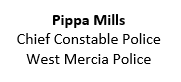 Pippa Mills
Chief Constable Police
West Mercia Police